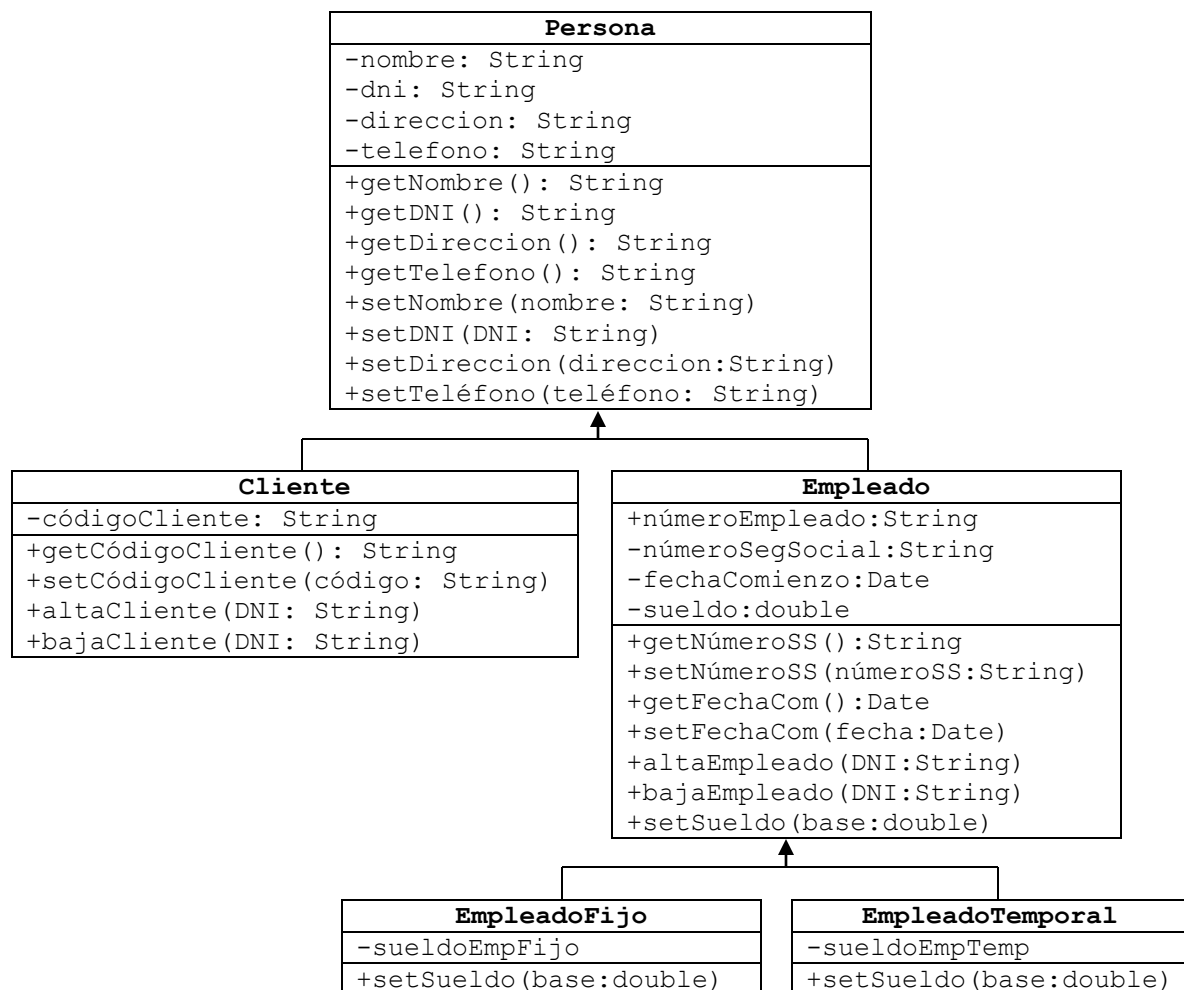 Persona
-nombre: String
-dni: String
-direccion: String
-telefono: String
+getNombre(): String
+getDNI(): String
+getDireccion(): String
+getTelefono(): String
+setNombre(nombre: String)
+setDNI(DNI: String)
+setDireccion(direccion:String)
+setTeléfono(teléfono: String)
Cliente
-códigoCliente: String
+getCódigoCliente(): String
+setCódigoCliente(código: String)
+altaCliente(DNI: String)
+bajaCliente(DNI: String)
Empleado
+númeroEmpleado:String
-númeroSegSocial:String
-fechaComienzo:Date
-sueldo:double
+getNúmeroSS():String
+setNúmeroSS(númeroSS:String)
+getFechaCom():Date
+setFechaCom(fecha:Date)
+altaEmpleado(DNI:String)
+bajaEmpleado(DNI:String)
+setSueldo(base:double)
EmpleadoFijo
-sueldoEmpFijo
+setSueldo(base:double)
EmpleadoTemporal
-sueldoEmpTemp
+setSueldo(base:double)